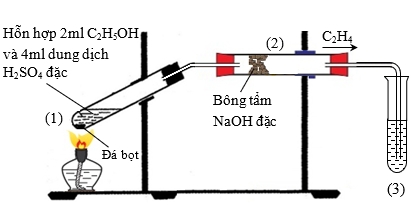 Hỗn hợp 2ml C₂H₅OH
và 4ml dung dịch
H₂SO₄ đặc
(1)
Đá bọt
(2)
C₂H₄
Bông tẩm
NaOH đặc
(3)